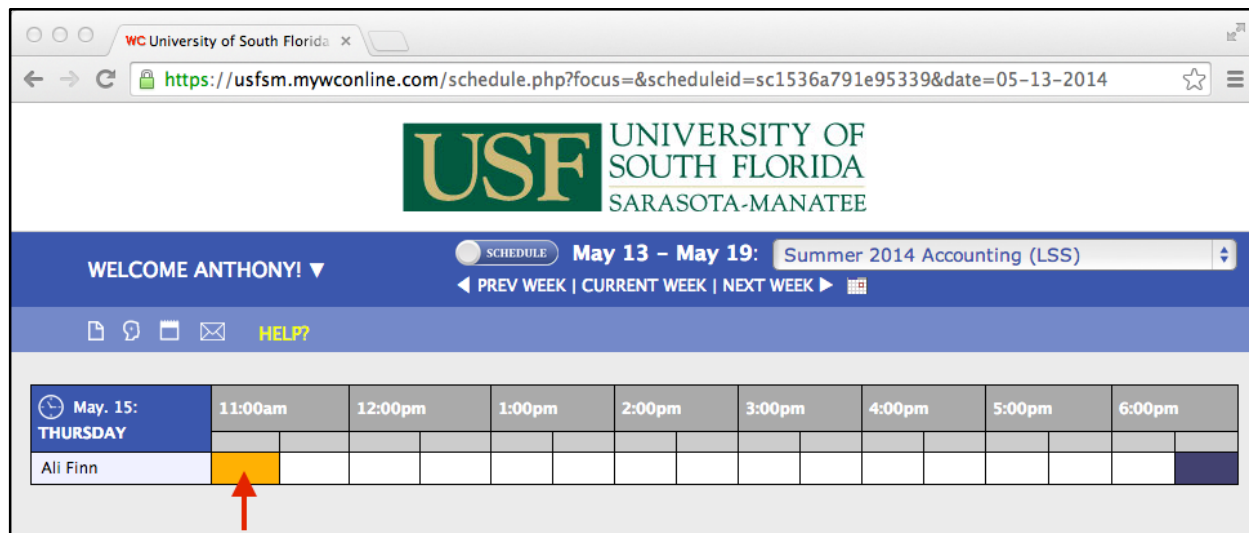 WC University of South Florida
https://usfsm.mywconline.com/schedule.php?focus=&scheduleid=sc1536a791e95339&date=05-13-2014
USF
UNIVERSITY OF
SOUTH FLORIDA
SARASOTA-MANATEE
WELCOME ANTHONY! ▼
SCHEDULE May 13 – May 19: Summer 2014 Accounting (LSS)
◀ PREV WEEK | CURRENT WEEK | NEXT WEEK ▶
HELP?
May. 15: 11:00am 12:00pm 1:00pm 2:00pm 3:00pm 4:00pm 5:00pm 6:00pm
THURSDAY
Ali Finn